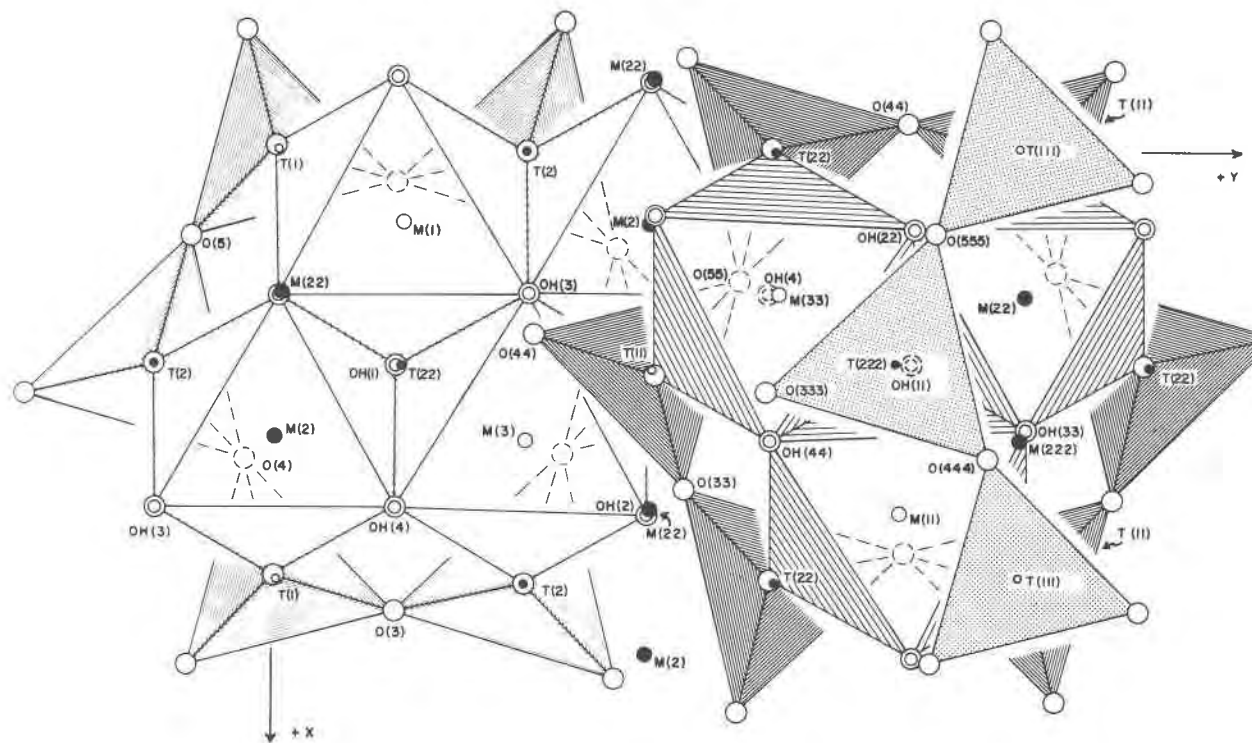 M(22)
O(44)
T(11)
T(111)
T(1)
T(2)
T(22)
+ Y
M(2)
M(1)
O(5)
OH(22)
O(555)
O(55)
OH(4)
M(33)
M(22)
OH(3)
M(22)
O(44)
T(2)
OH(1)
T(22)
T(11)
T(222)
OH(11)
T(22)
O(333)
M(2)
M(3)
O(4)
OH(33)
M(222)
OH(44)
O(444)
O(33)
OH(3)
OH(4)
OH(2)
M(22)
M(11)
T(11)
T(1)
T(2)
T(22)
T(111)
O(3)
M(2)
+ X